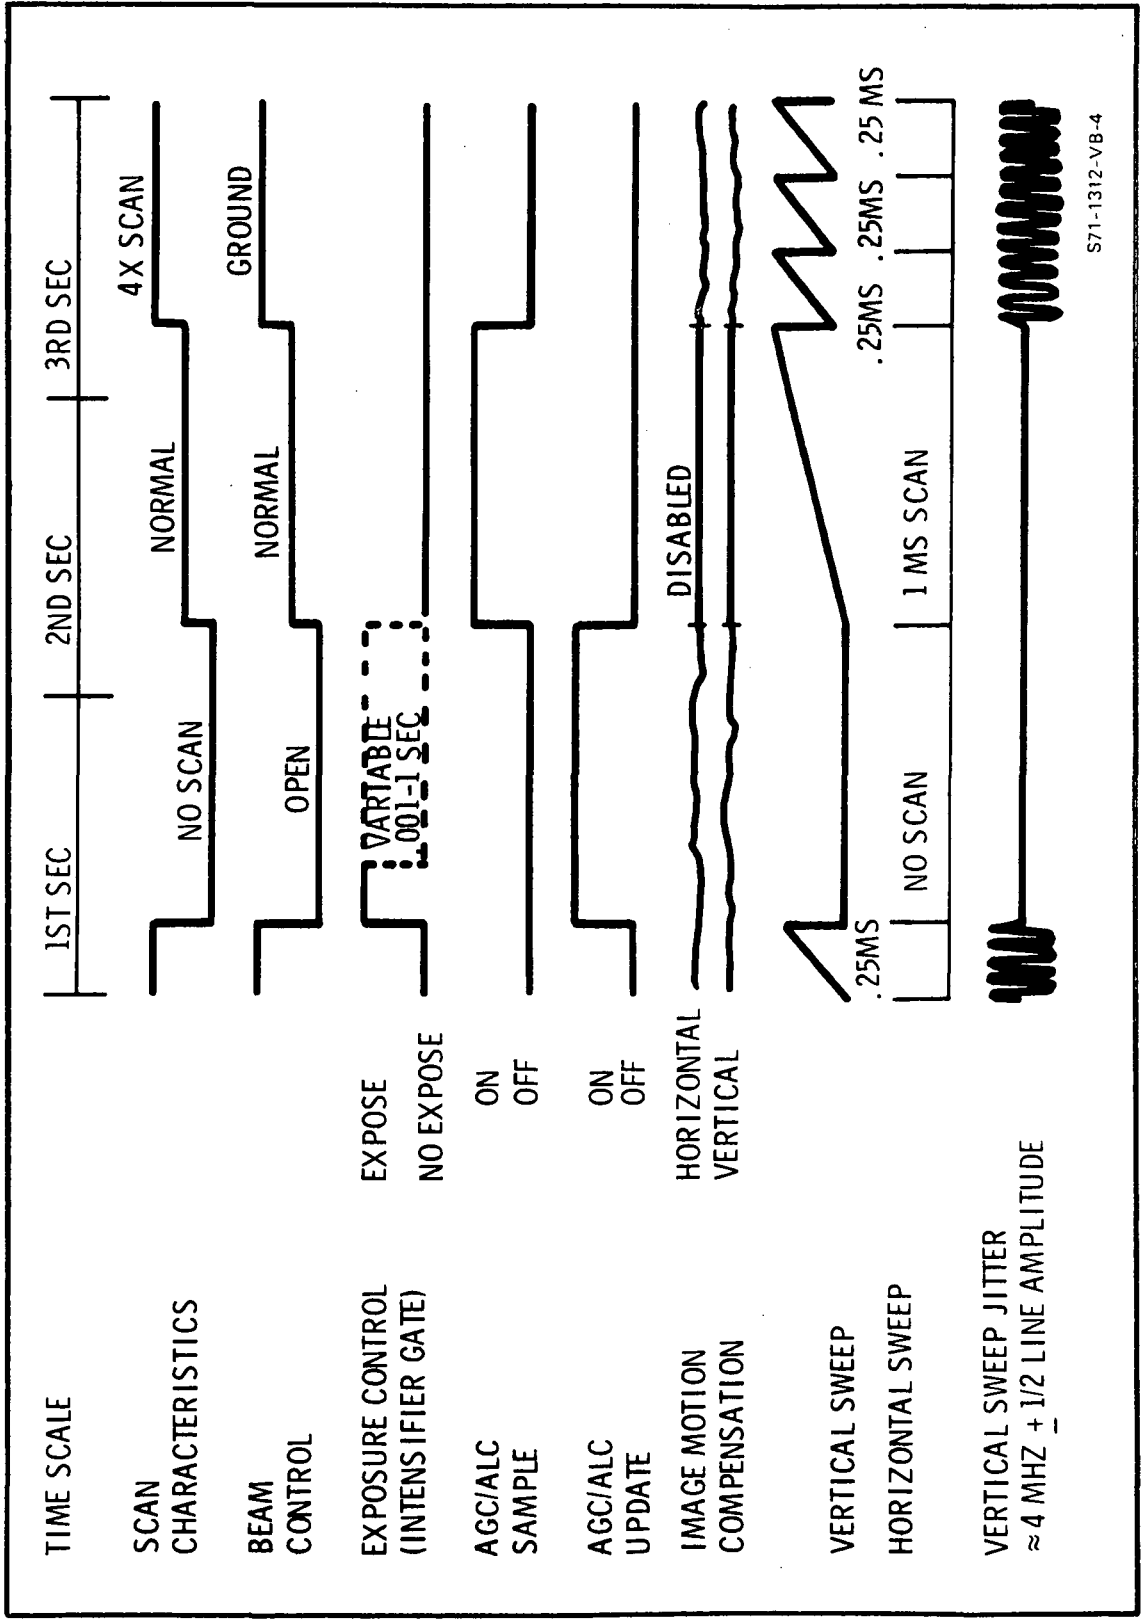 TIME SCALE
1ST SEC
2ND SEC
3RD SEC
SCAN
CHARACTERISTICS
NO SCAN
NORMAL
4X SCAN
BEAM
CONTROL
OPEN
NORMAL
GROUND
EXPOSURE CONTROL
(INTENSIFIER GATE)
EXPOSE
NO EXPOSE
VARIABLE
.001-1 SEC
AGC/ALC
SAMPLE
ON
OFF
AGC/ALC
UPDATE
ON
OFF
IMAGE MOTION
COMPENSATION
HORIZONTAL
VERTICAL
DISABLED
VERTICAL SWEEP
HORIZONTAL SWEEP
.25MS
NO SCAN
1 MS SCAN
.25MS
.25MS
.25 MS
VERTICAL SWEEP JITTER
≈ 4 MHZ ± 1/2 LINE AMPLITUDE
S71-1312-VB-4